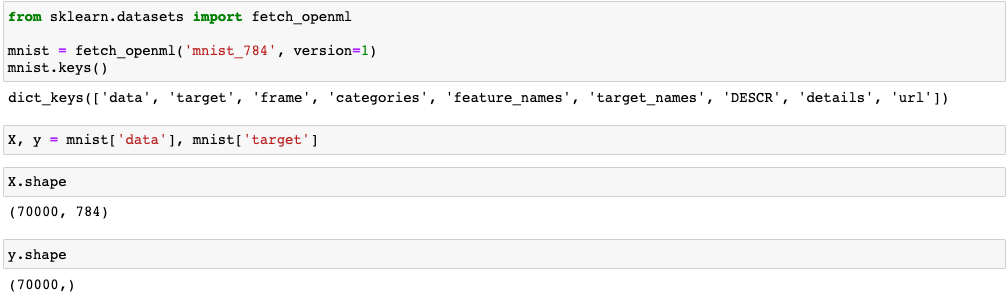 from sklearn.datasets import fetch_openml
mnist = fetch_openml('mnist_784', version=1)
mnist.keys()
dict_keys(['data', 'target', 'frame', 'categories', 'feature_names', 'target_names', 'DESCR', 'details', 'url'])
X, y = mnist['data'], mnist['target']
X.shape
(70000, 784)
y.shape
(70000,)